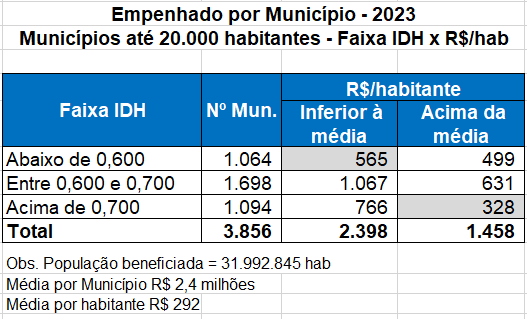 Empenhado por Município - 2023
Municípios até 20.000 habitantes - Faixa IDH x R$/hab
Faixa IDH Nº Mun. R$/habitante
Inferior à média Acima da média
Abaixo de 0,600 1.064 565 499
Entre 0,600 e 0,700 1.698 1.067 631
Acima de 0,700 1.094 766 328
Total 3.856 2.398 1.458
Obs. População beneficiada = 31.992.845 hab
Média por Município R$ 2,4 milhões
Média por habitante R$ 292